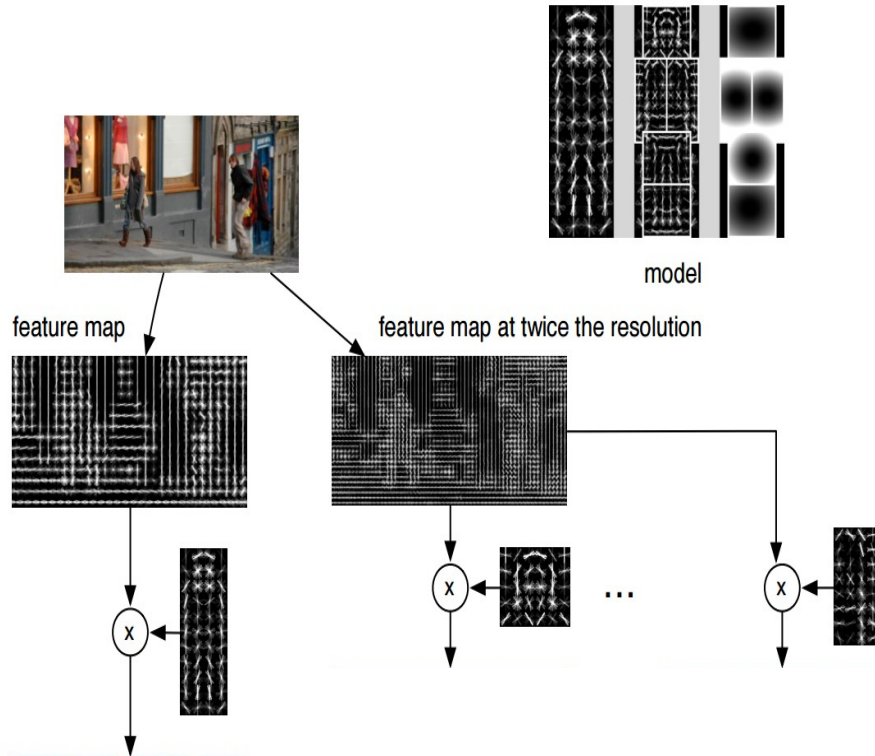 model
feature map
feature map at twice the resolution
x
x
...
x